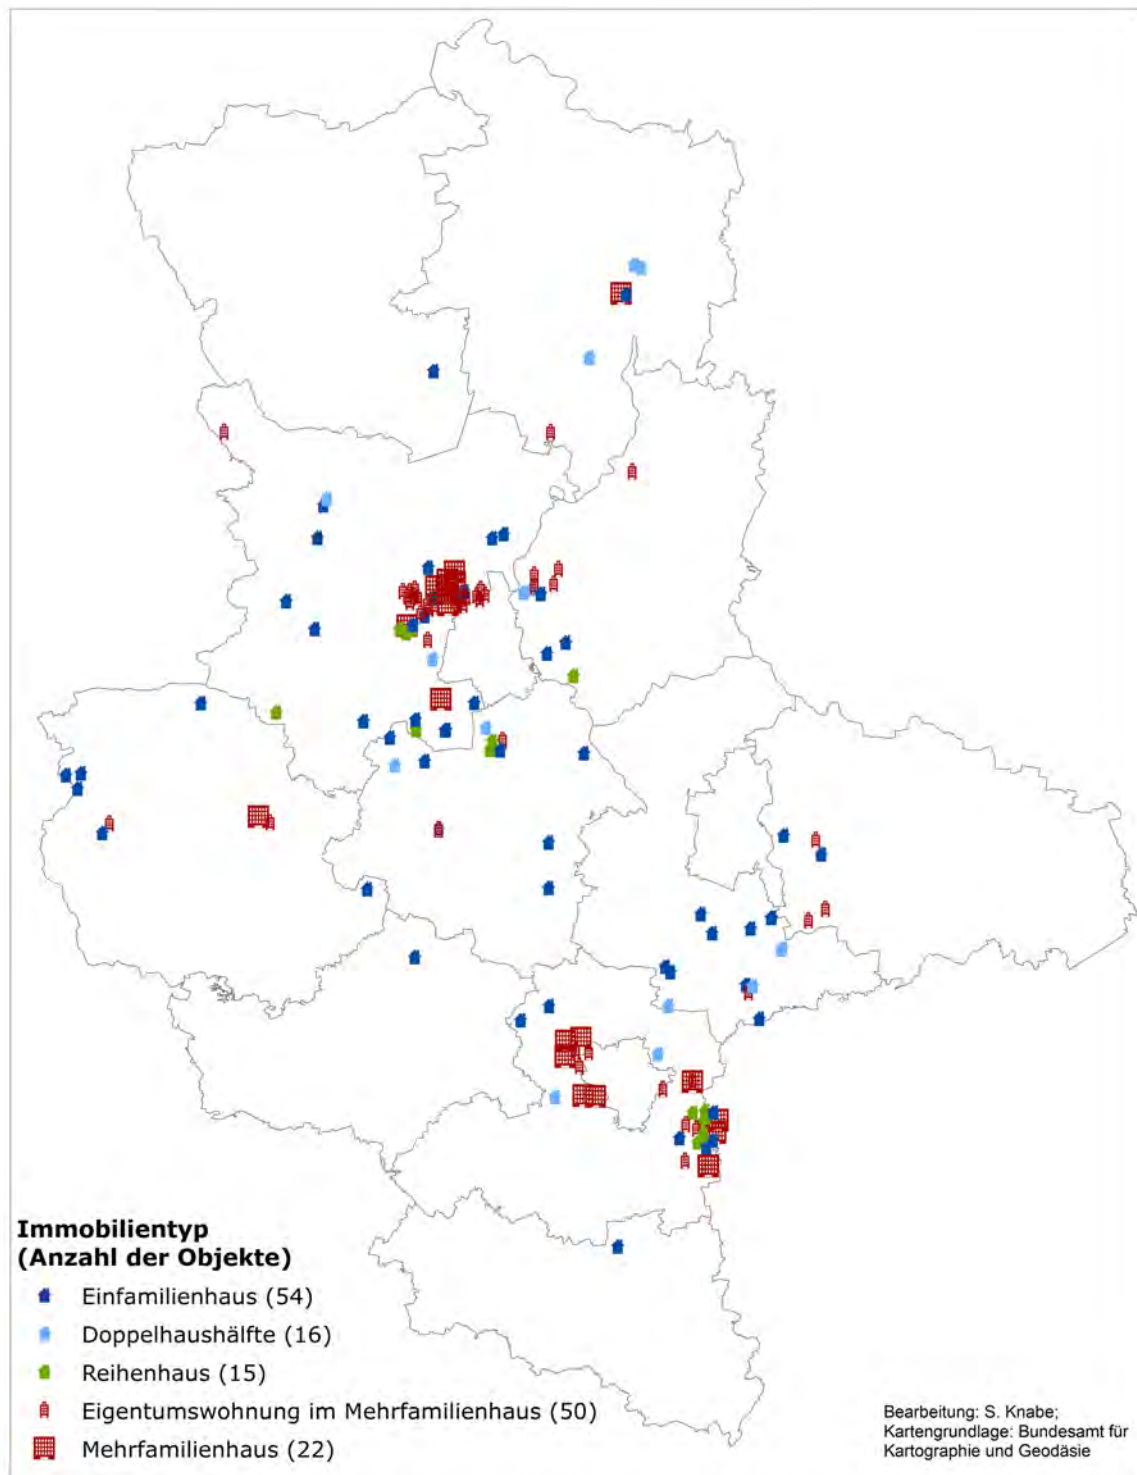 Immobilientyp
(Anzahl der Objekte)
Einfamilienhaus (54)
Doppelhaushälfte (16)
Reihenhaus (15)
Eigentumswohnung im Mehrfamilienhaus (50)
Mehrfamilienhaus (22)
Bearbeitung: S. Knabe;
Kartengrundlage: Bundesamt für
Kartographie und Geodäsie